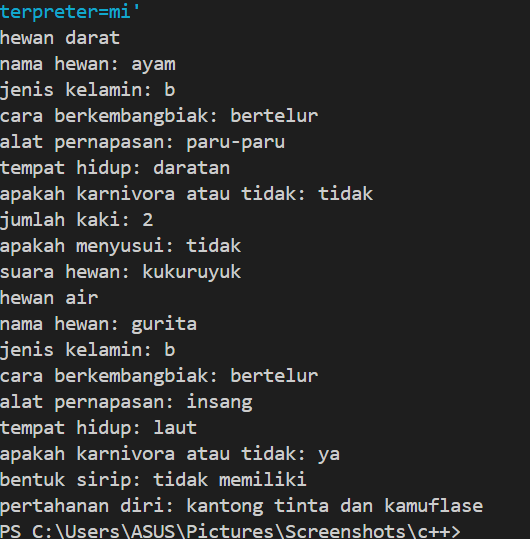 terpreter=mi'
hewan darat
nama hewan: ayam
jenis kelamin: b
cara berkembangbiak: bertelur
alat pernapasan: paru-paru
tempat hidup: daratan
apakah karnivora atau tidak: tidak
jumlah kaki: 2
apakah menyusui: tidak
suara hewan: kukuruyuk
hewan air
nama hewan: gurita
jenis kelamin: b
cara berkembangbiak: bertelur
alat pernapasan: insang
tempat hidup: laut
apakah karnivora atau tidak: ya
bentuk sirip: tidak memiliki
pertahanan diri: kantong tinta dan kamuflase
PS C:\Users\ASUS\Pictures\Screenshots\c++>